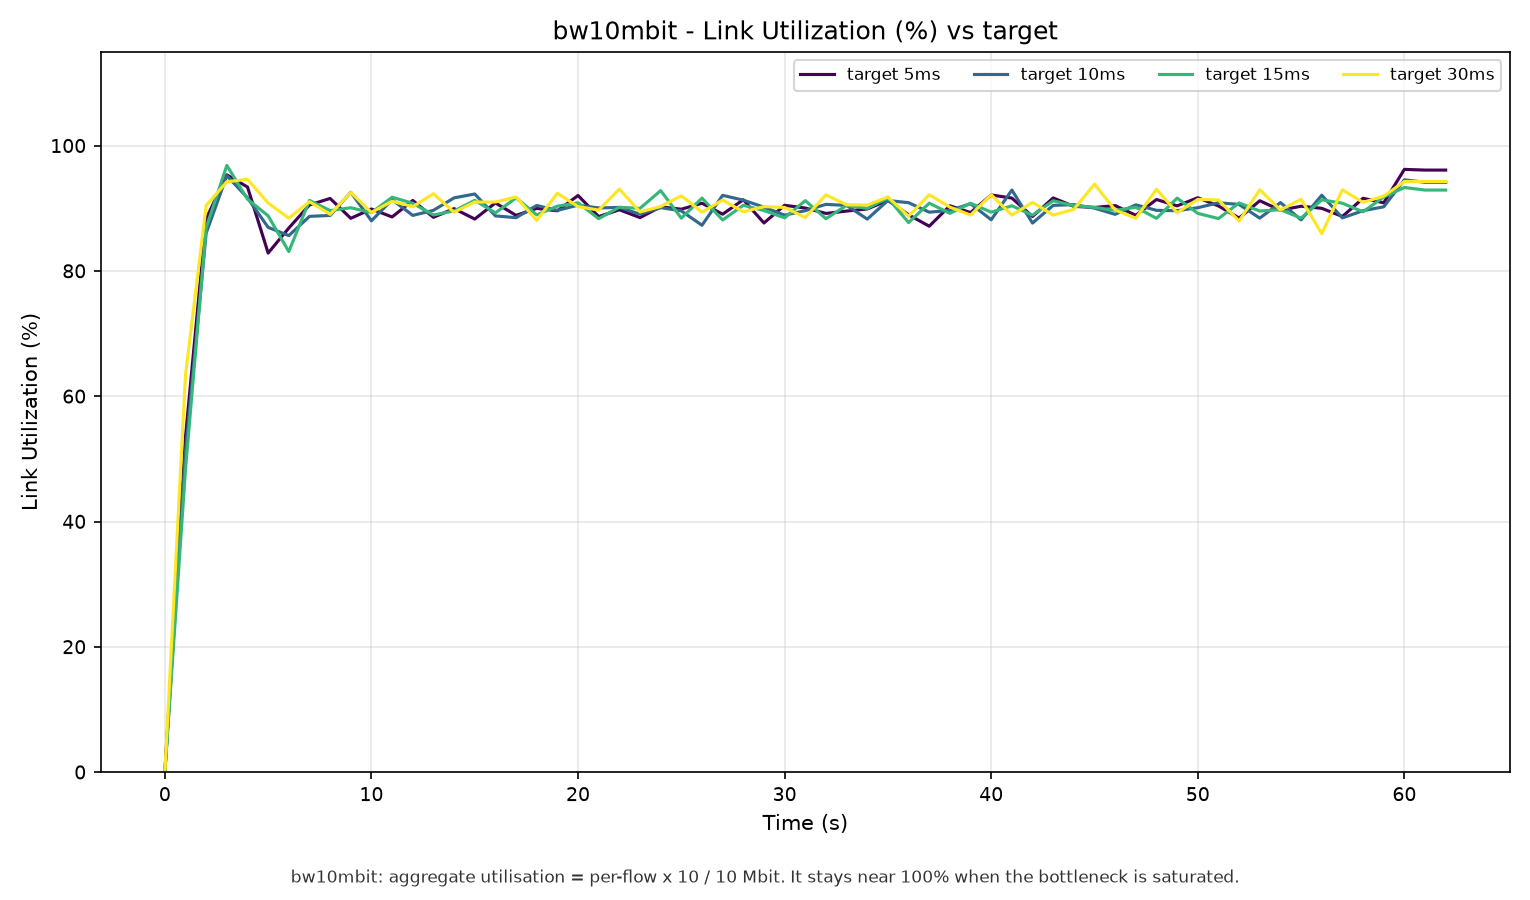 bw10mbit - Link Utilization (%) vs target
target 5ms target 10ms target 15ms target 30ms
Link Utilization (%)
100
80
60
40
20
0
0 10 20 30 40 50 60
Time (s)
bw10mbit: aggregate utilisation = per-flow x 10 / 10 Mbit. It stays near 100% when the bottleneck is saturated.